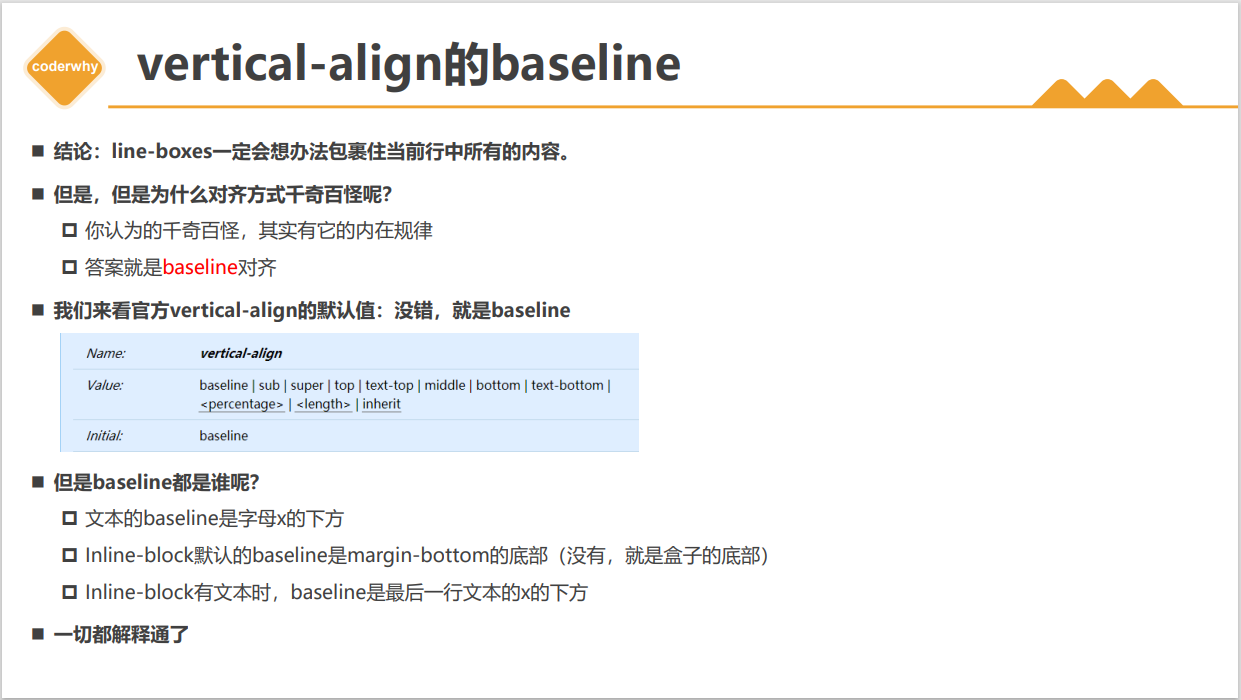 coderwhy
vertical-align的baseline
结论：line-boxes一定会想办法包裹住当前行中所有的内容。
但是，但是为什么对齐方式千奇百怪呢？
你认为的千奇百怪，其实有它的内在规律
答案就是baseline对齐
我们来看官方vertical-align的默认值：没错，就是baseline
Name: vertical-align
Value: baseline | sub | super | top | text-top | middle | bottom | text-bottom |
<percentage> | <length> | inherit
Initial: baseline
但是baseline都是谁呢？
文本的baseline是字母x的下方
Inline-block默认的baseline是margin-bottom的底部（没有，就是盒子的底部）
Inline-block有文本时，baseline是最后一行文本的x的下方
一切都解释通了